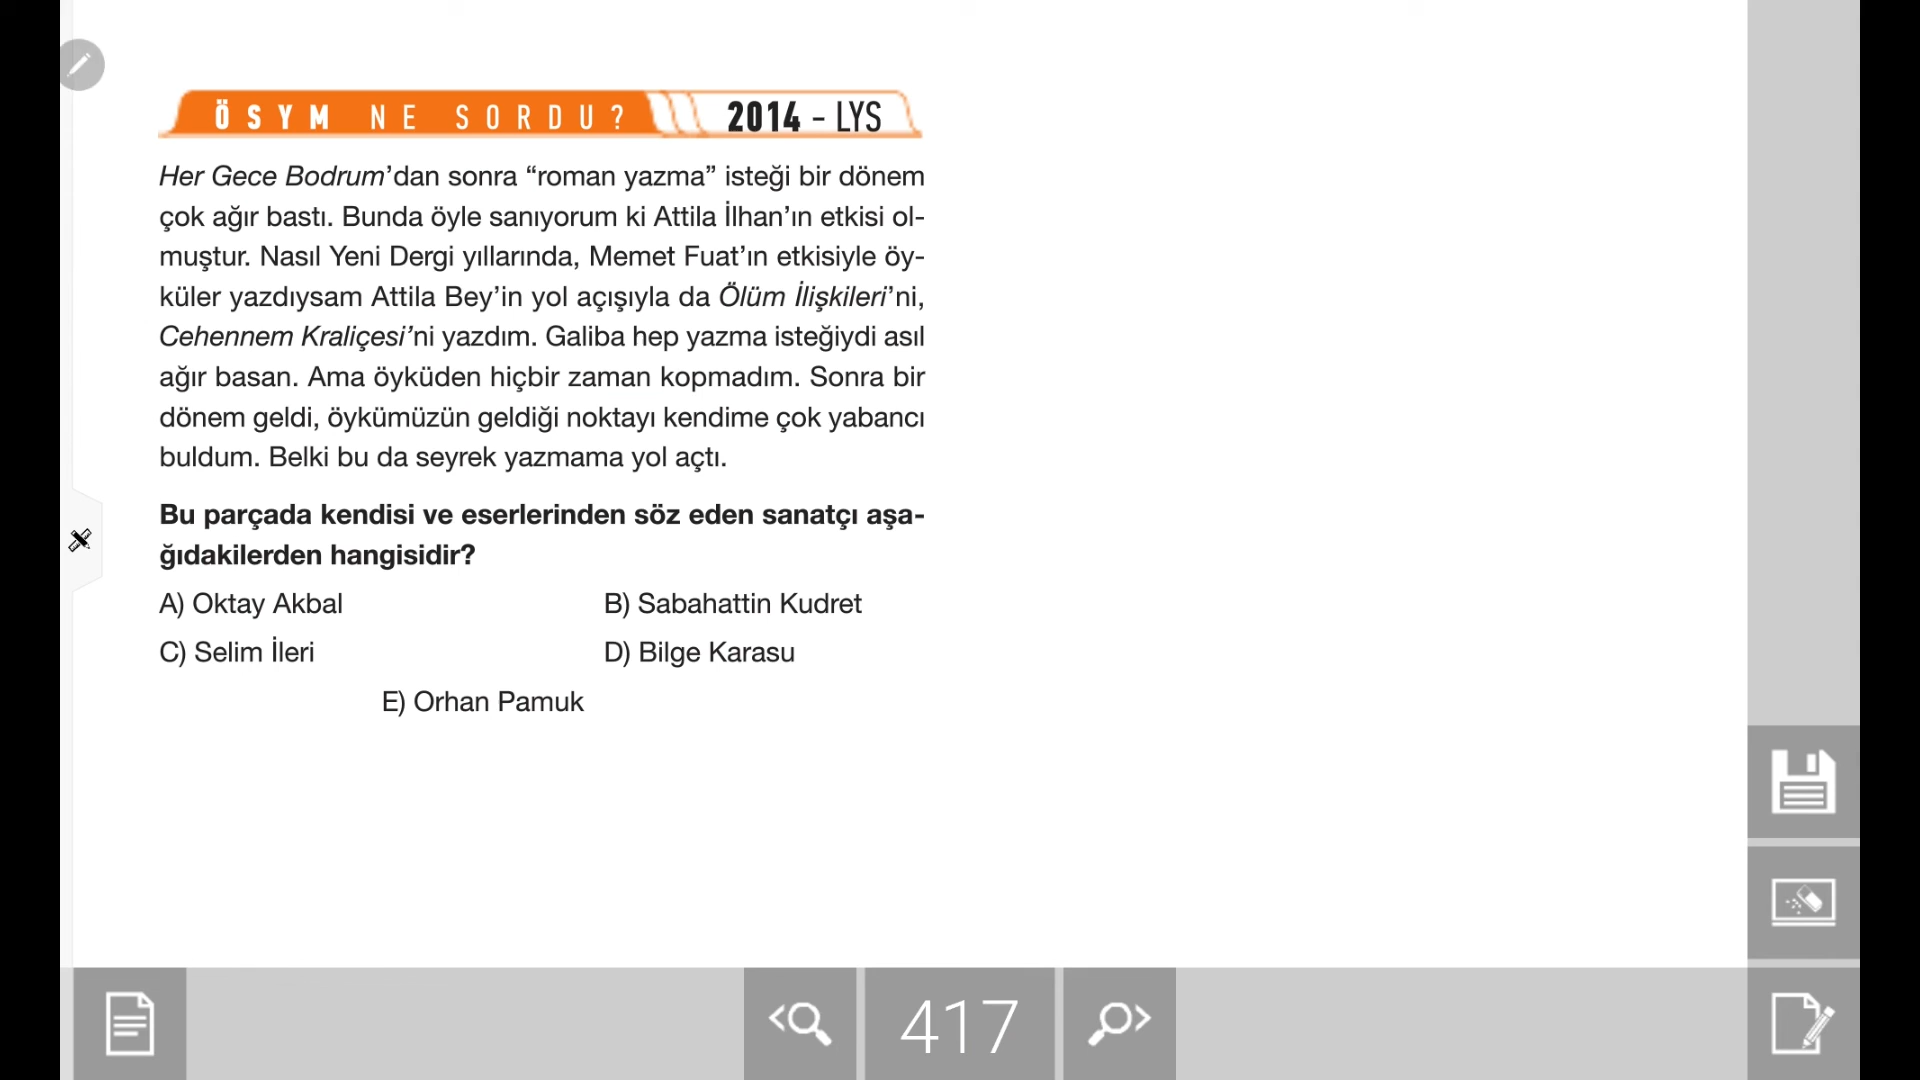 ÖSYM NE SORDU? 2014 - LYS
Her Gece Bodrum’dan sonra “roman yazma” isteği bir dönem
çok ağır bastı. Bunda öyle sanıyorum ki Attila İlhan’ın etkisi ol-
muştur. Nasıl Yeni Dergi yıllarında, Memet Fuat’ın etkisiyle öy-
küler yazdıysam Attila Bey’in yol açışıyla da Ölüm İlişkileri’ni,
Cehennem Kraliçesi’ni yazdım. Galiba hep yazma isteğiydi asıl
ağır basan. Ama öyküden hiçbir zaman kopmadım. Sonra bir
dönem geldi, öykümüzün geldiği noktayı kendime çok yabancı
buldum. Belki bu da seyrek yazmama yol açtı.
Bu parçada kendisi ve eserlerinden söz eden sanatçı aşa-
ğıdakilerden hangisidir?
A) Oktay Akbal B) Sabahattin Kudret
C) Selim İleri D) Bilge Karasu
E) Orhan Pamuk
417